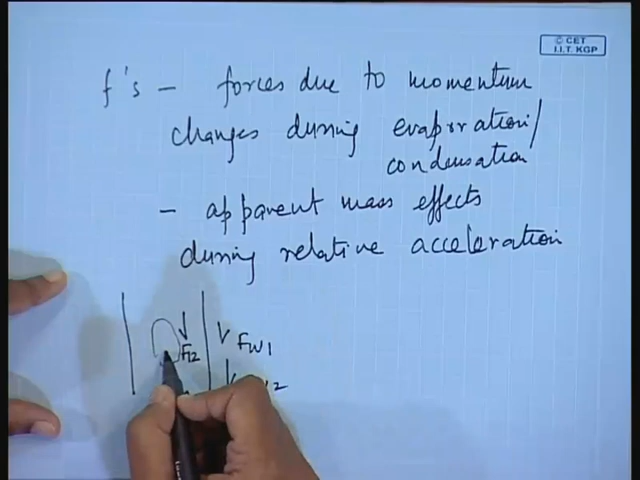 © CET
I.I.T. KGP
f's – forces due to momentum
changes during evaporation/
condensation
– apparent mass effects
during relative acceleration
F12
FW1